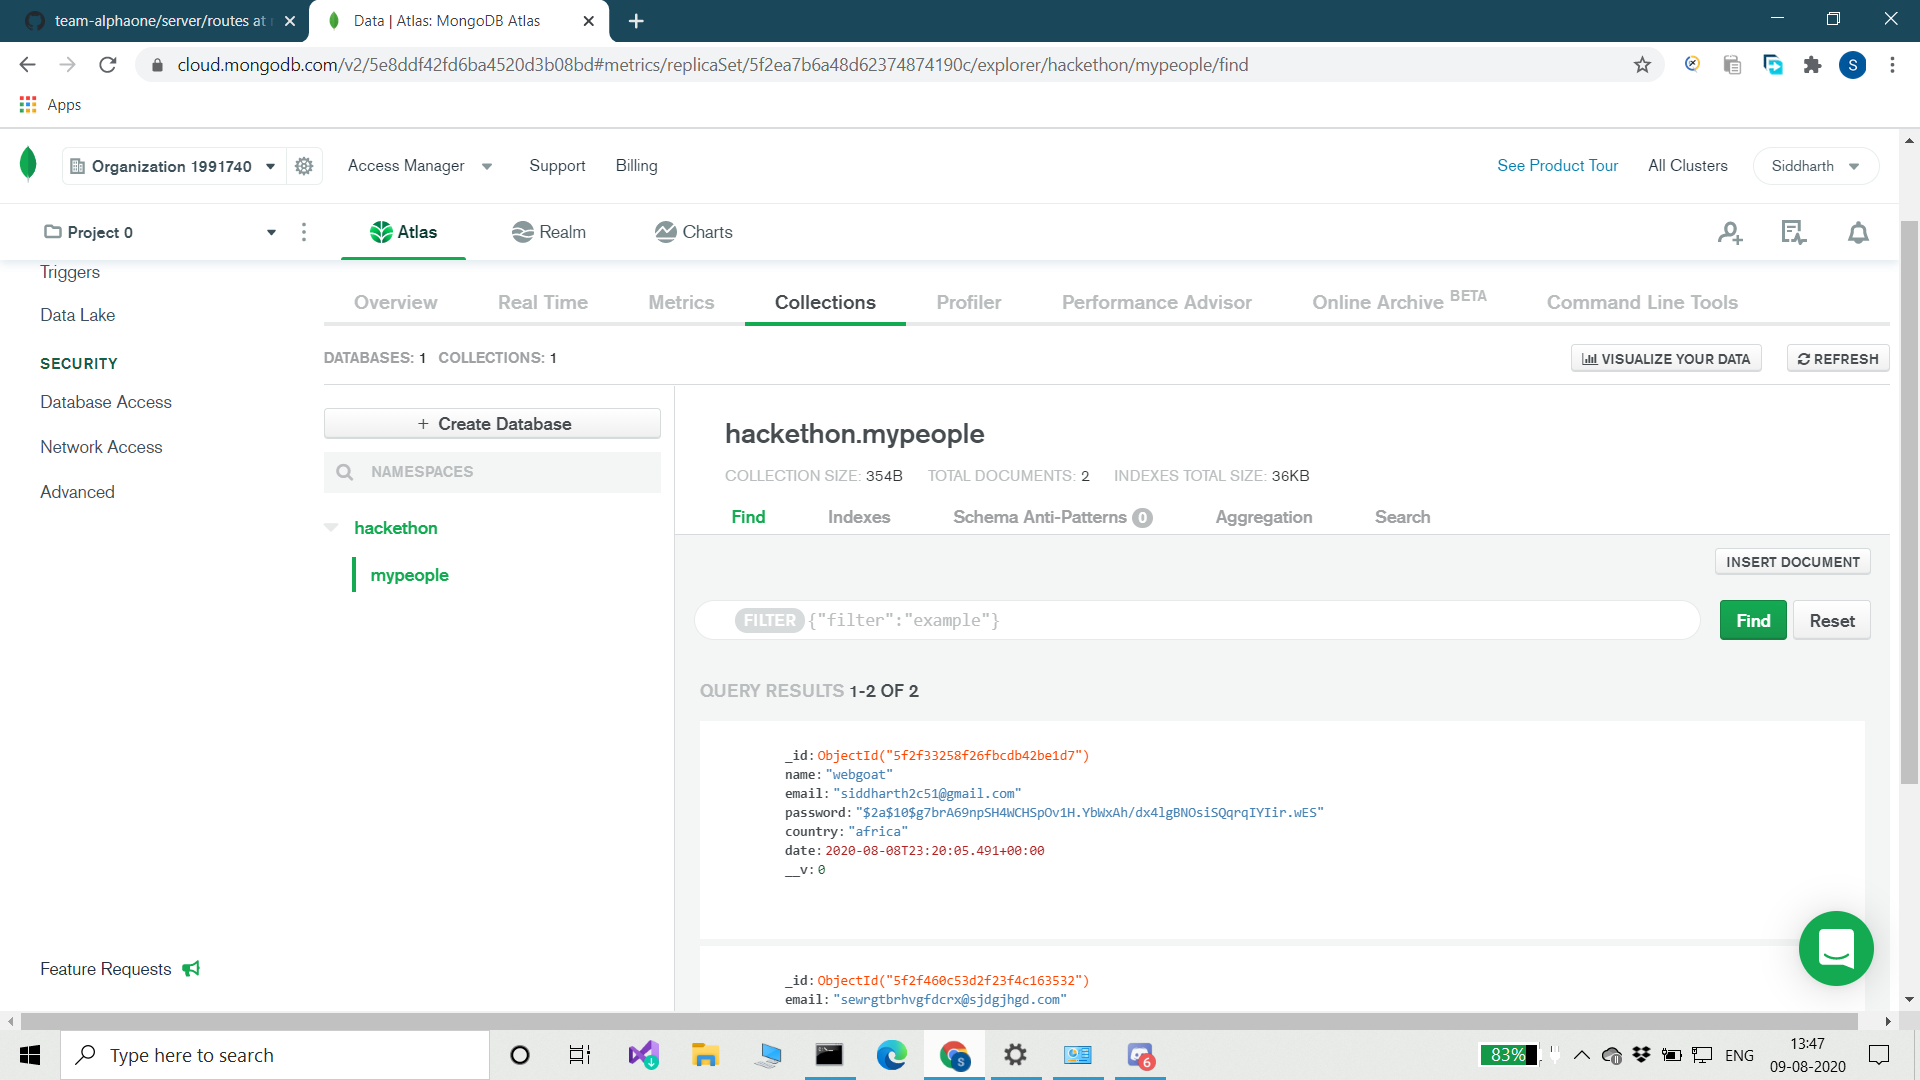 team-alphaone/server/routes at
Data | Atlas: MongoDB Atlas
cloud.mongodb.com/v2/5e8ddf42fd6ba4520d3b08bd#metrics/replicaSet/5f2ea7b6a48d62374874190c/explorer/hackethon/mypeople/find
S
Apps
Organization 1991740
Access Manager
Support
Billing
See Product Tour
All Clusters
Siddharth
Project 0
Atlas
Realm
Charts
Triggers
Data Lake
SECURITY
Database Access
Network Access
Advanced
Feature Requests
Overview
Real Time
Metrics
Collections
Profiler
Performance Advisor
Online Archive BETA
Command Line Tools
DATABASES: 1 COLLECTIONS: 1
VISUALIZE YOUR DATA
REFRESH
+ Create Database
NAMESPACES
hackethon
mypeople
hackethon.mypeople
COLLECTION SIZE: 354B TOTAL DOCUMENTS: 2 INDEXES TOTAL SIZE: 36KB
Find
Indexes
Schema Anti-Patterns 0
Aggregation
Search
INSERT DOCUMENT
FILTER {"filter":"example"}
Find
Reset
QUERY RESULTS 1-2 OF 2
_id: ObjectId("5f2f33258f26fbcdb42be1d7")
name: "webgoat"
email: "siddharth2c51@gmail.com"
password: "$2a$10$g7brA69npSH4WCHSpOv1H.YbWxAh/dx4lgBNOsiSQqrqIYIir.wES"
country: "africa"
date: 2020-08-08T23:20:05.491+00:00
__v: 0
_id: ObjectId("5f2f460c53d2f23f4c163532")
email: "sewrgtbrhvgfdcrx@sjdgjhgd.com"
Type here to search
S
6
83%
ENG
13:47
09-08-2020